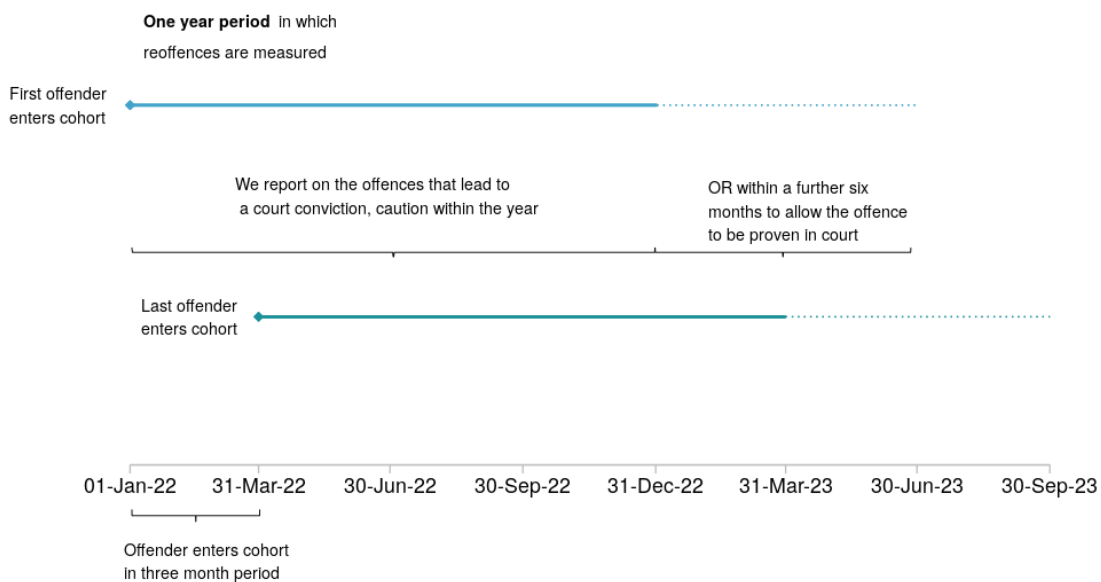 One year period in which
reoffences are measured
First offender
enters cohort
We report on the offences that lead to
a court conviction, caution within the year
OR within a further six
months to allow the offence
to be proven in court
Last offender
enters cohort
01-Jan-22 31-Mar-22 30-Jun-22 30-Sep-22 31-Dec-22 31-Mar-23 30-Jun-23 30-Sep-23
Offender enters cohort
in three month period